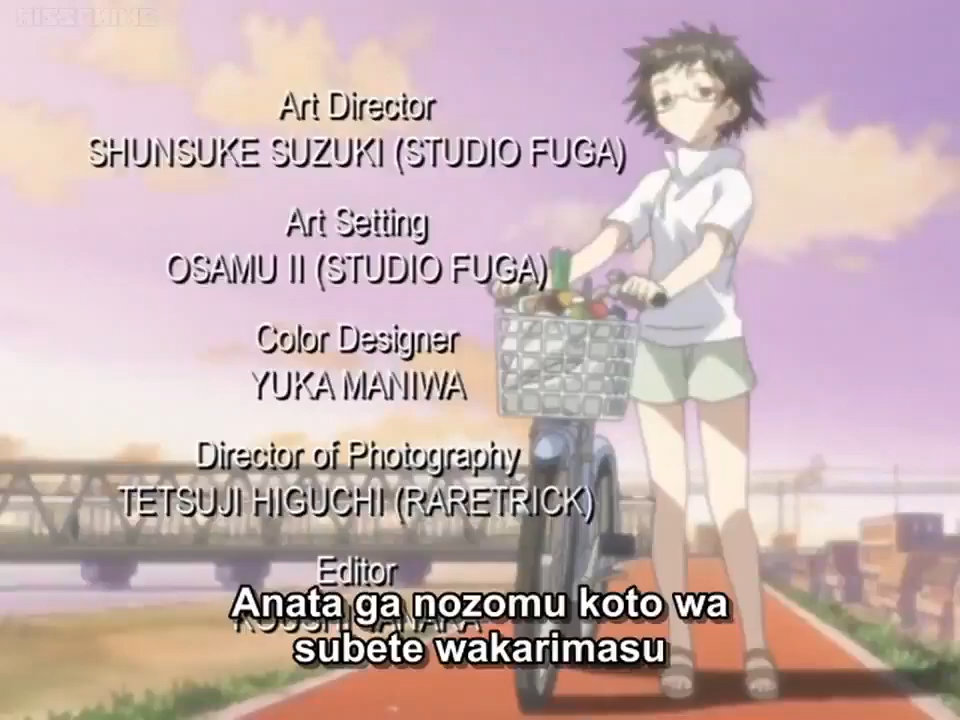 KISSANIME
Art Director
SHUNSUKE SUZUKI (STUDIO FUGA)
Art Setting
OSAMU II (STUDIO FUGA)
Color Designer
YUKA MANIWA
Director of Photography
TETSUJI HIGUCHI (RARETRICK)
Editor
Anata ga nozomu koto wa
subete wakarimasu